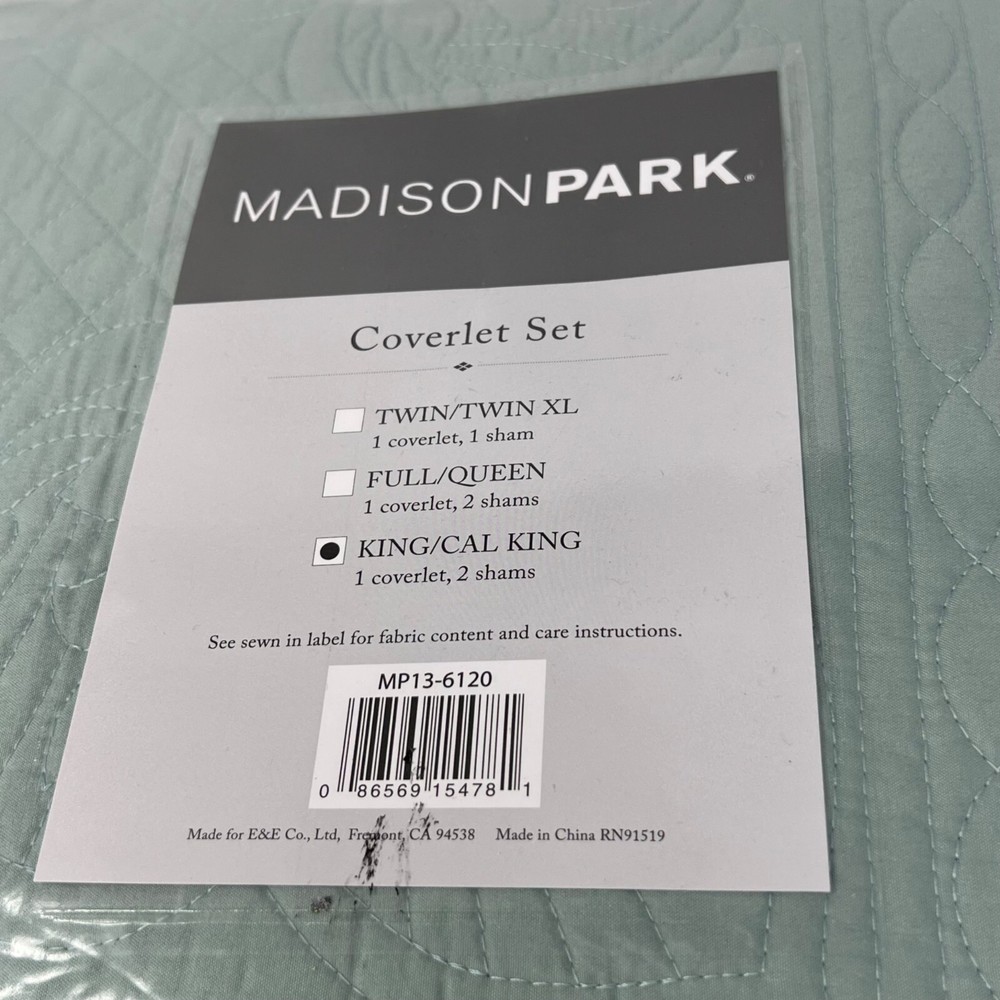 MADISONPARK®
Coverlet Set
TWIN/TWIN XL
1 coverlet, 1 sham
FULL/QUEEN
1 coverlet, 2 shams
KING/CAL KING
1 coverlet, 2 shams
See sewn in label for fabric content and care instructions.
MP13-6120
0 86569 15478 1
Made for E&E Co., Ltd, Fremont, CA 94538 Made in China RN91519